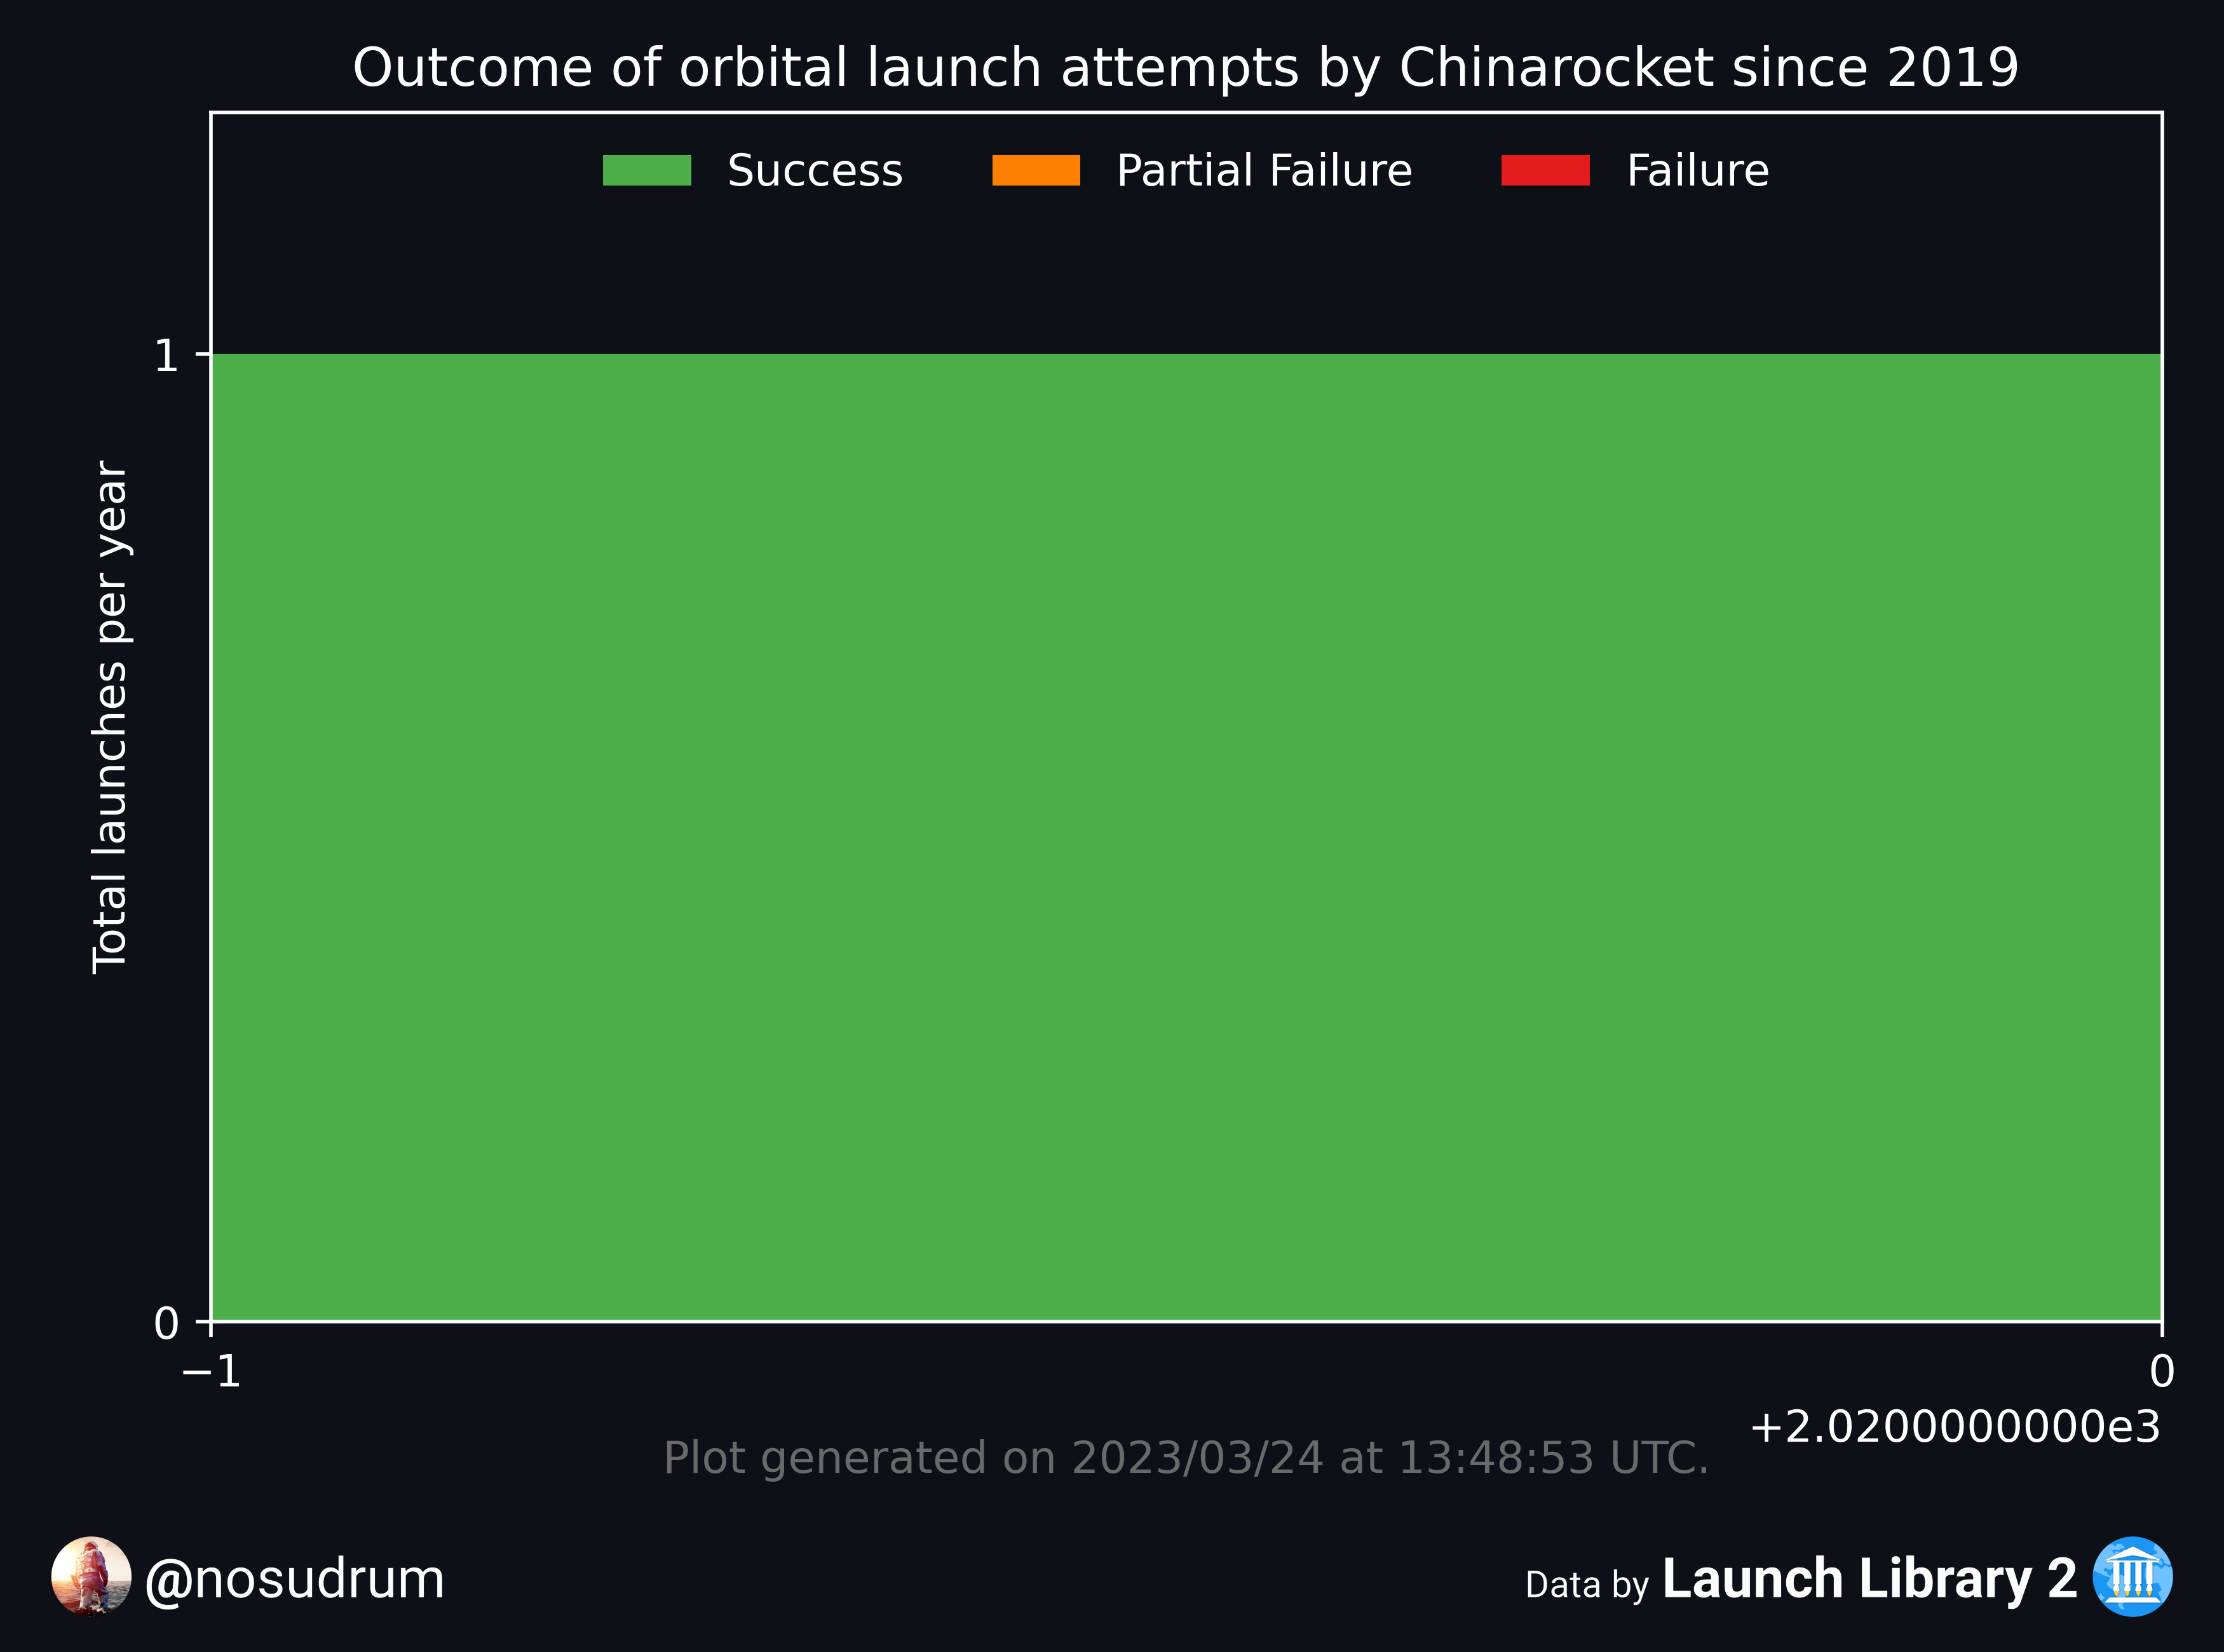 Outcome of orbital launch attempts by Chinarocket since 2019
Success Partial Failure Failure
Total launches per year
1
0
−1 0
+2.0200000000e3
Plot generated on 2023/03/24 at 13:48:53 UTC.
@nosudrum
Data by Launch Library 2